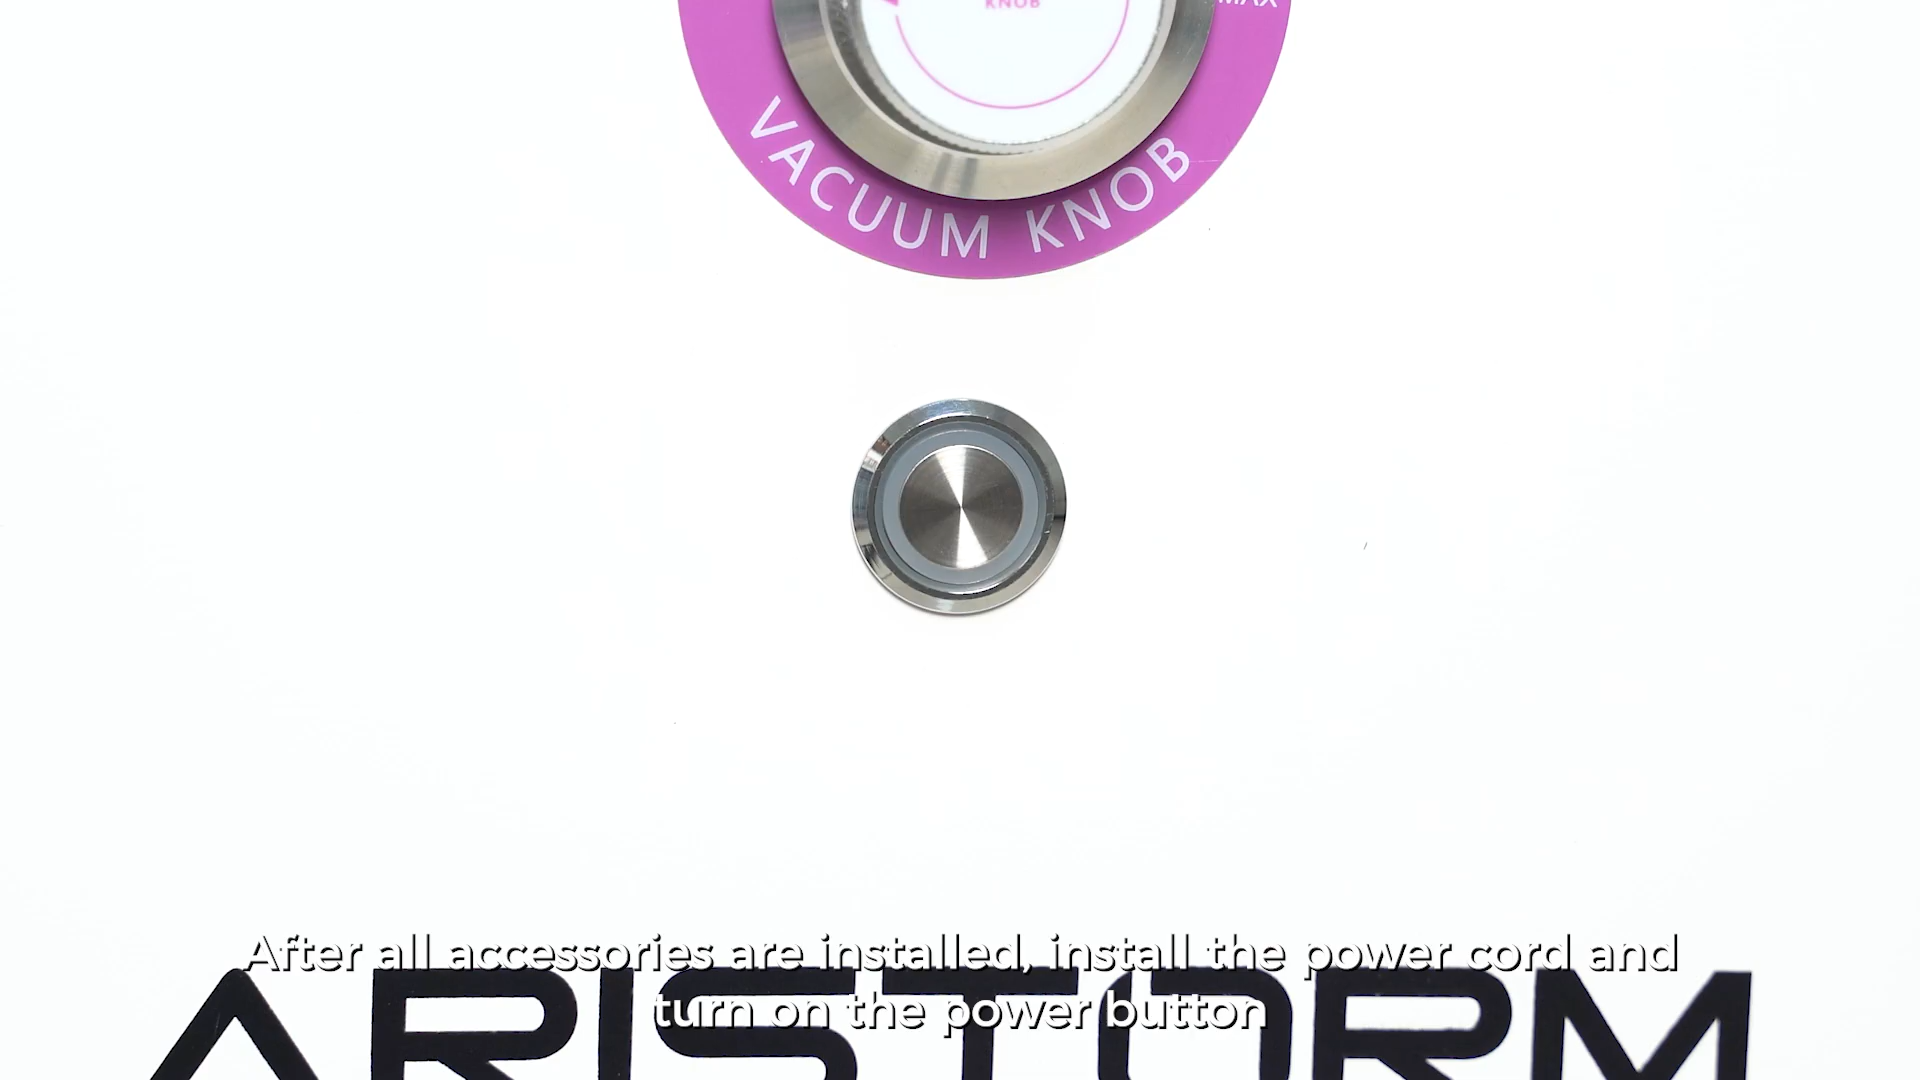 KNOB
MAX
VACUUM KNOB
After all accessories are installed, install the power cord and
turn on the power button
ARISTORM